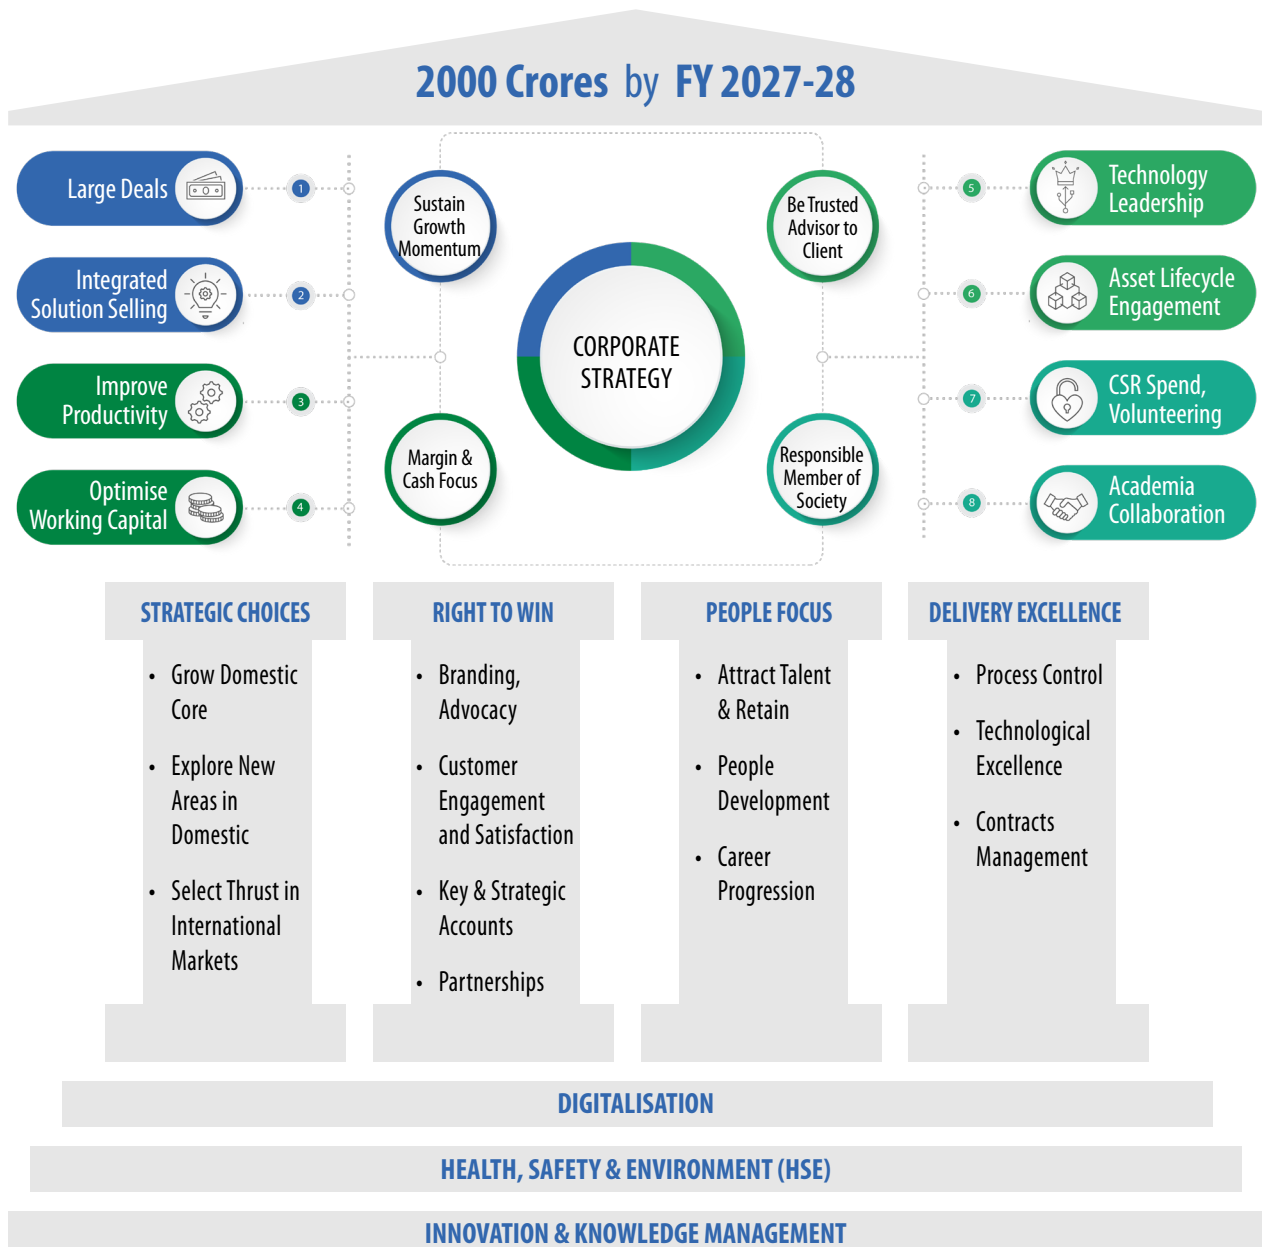 2000 Crores by FY 2027-28
Large Deals
1
Integrated
Solution Selling
2
Improve
Productivity
3
Optimise
Working Capital
4
Sustain
Growth
Momentum
Margin &
Cash Focus
CORPORATE
STRATEGY
Be Trusted
Advisor to
Client
Responsible
Member of
Society
5
Technology
Leadership
6
Asset Lifecycle
Engagement
7
CSR Spend,
Volunteering
8
Academia
Collaboration
STRATEGIC CHOICES
• Grow Domestic
Core
• Explore New
Areas in
Domestic
• Select Thrust in
International
Markets
RIGHT TO WIN
• Branding,
Advocacy
• Customer
Engagement
and Satisfaction
• Key & Strategic
Accounts
• Partnerships
PEOPLE FOCUS
• Attract Talent
& Retain
• People
Development
• Career
Progression
DELIVERY EXCELLENCE
• Process Control
• Technological
Excellence
• Contracts
Management
DIGITALISATION
HEALTH, SAFETY & ENVIRONMENT (HSE)
INNOVATION & KNOWLEDGE MANAGEMENT